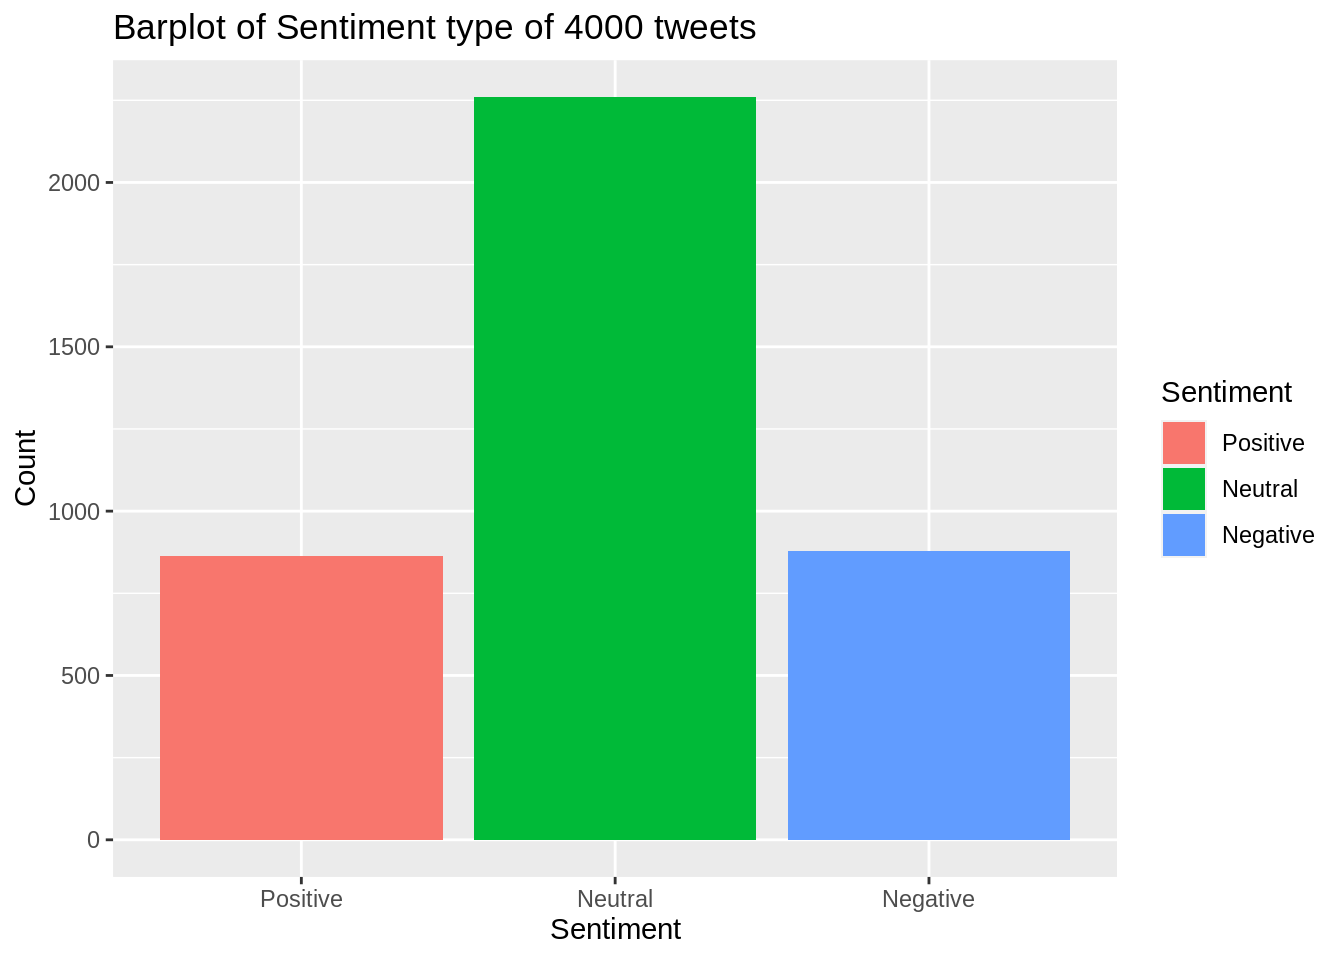 Barplot of Sentiment type of 4000 tweets
Count
2000
1500
1000
500
0
Positive
Neutral
Negative
Sentiment
Sentiment
Positive
Neutral
Negative